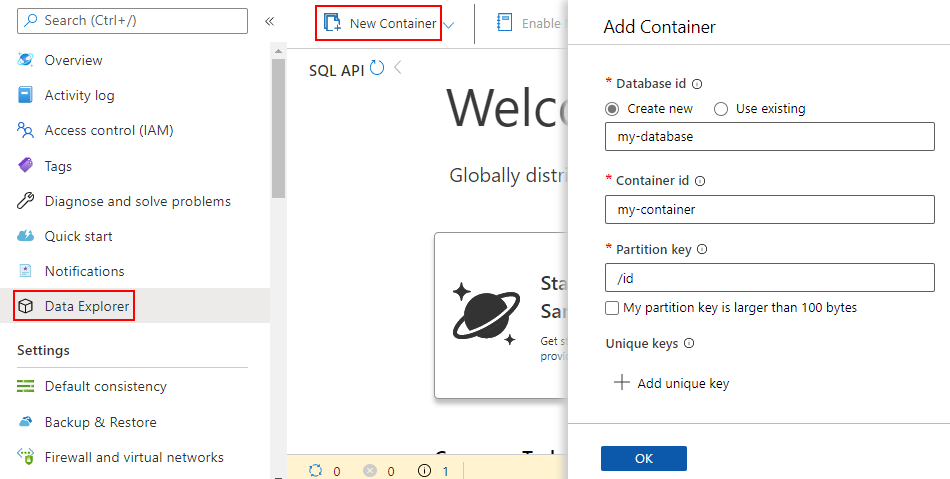 Search (Ctrl+/)
Overview
Activity log
Access control (IAM)
Tags
Diagnose and solve problems
Quick start
Notifications
Data Explorer
Settings
Default consistency
Backup & Restore
Firewall and virtual networks
New Container
Enable
SQL API
Welc
Globally distri
Sta
San
Get st
provi
0 0 1
Add Container
* Database id
Create new Use existing
my-database
* Container id
my-container
* Partition key
/id
My partition key is larger than 100 bytes
Unique keys
Add unique key
OK